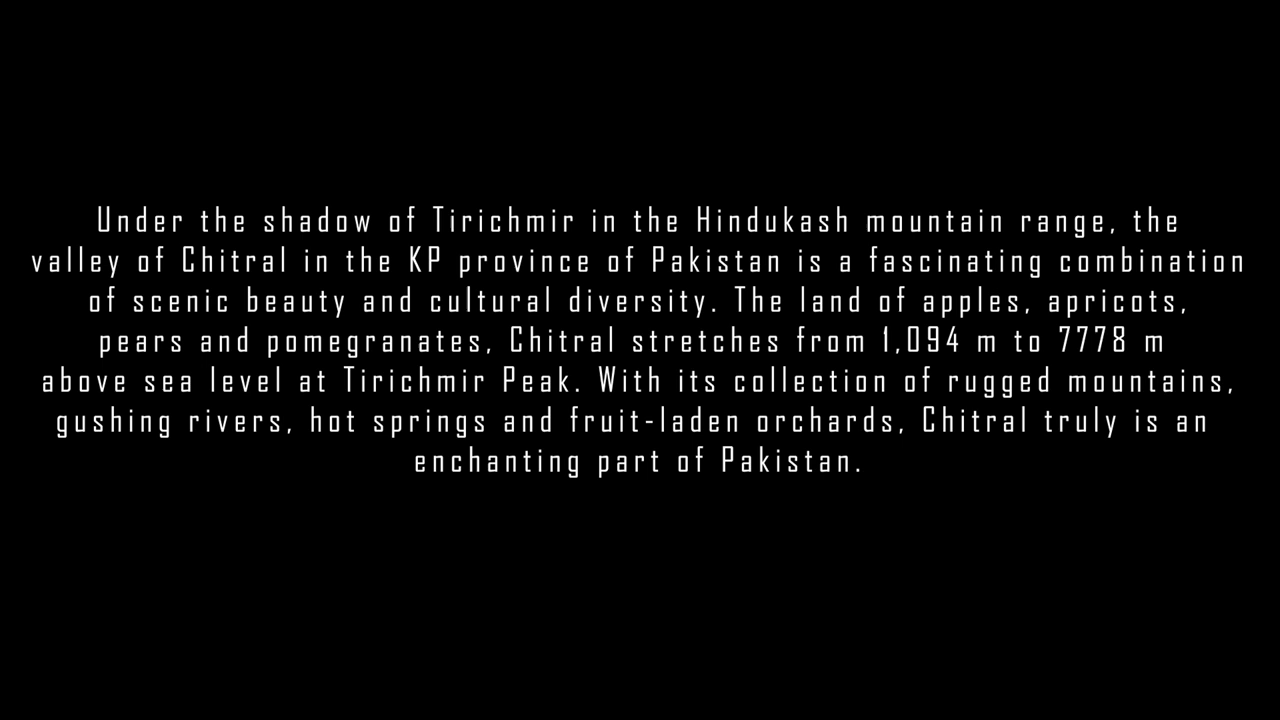 Under the shadow of Tirichmir in the Hindukash mountain range, the
valley of Chitral in the KP province of Pakistan is a fascinating combination
of scenic beauty and cultural diversity. The land of apples, apricots,
pears and pomegranates, Chitral stretches from 1,094 m to 7778 m
above sea level at Tirichmir Peak. With its collection of rugged mountains,
gushing rivers, hot springs and fruit-laden orchards, Chitral truly is an
enchanting part of Pakistan.